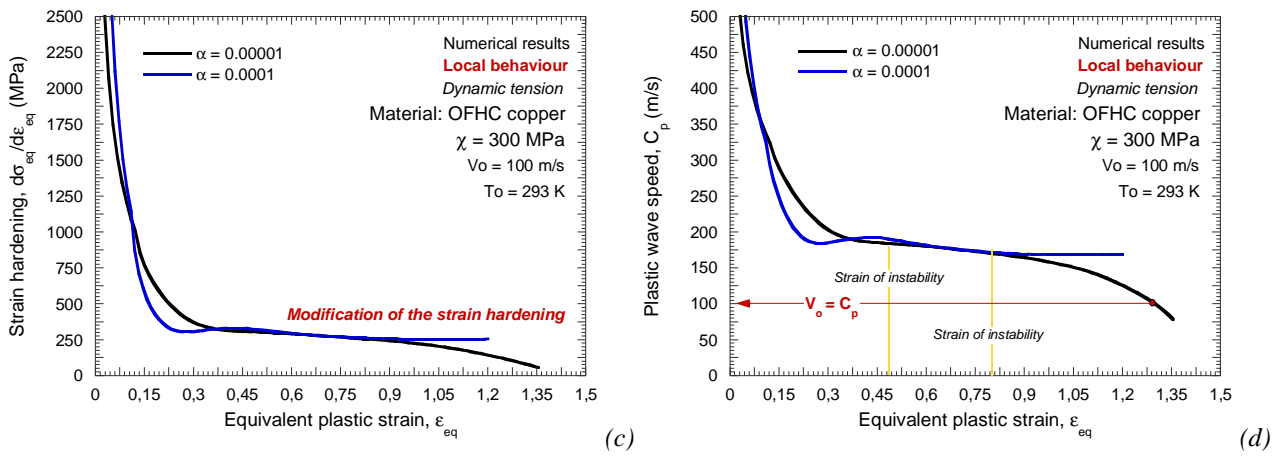 2500
2250
2000
1750
1500
1250
1000
750
500
250
0
Strain hardening, dσeq/dεeq (MPa)
α = 0.00001
α = 0.0001
Numerical results
Local behaviour
Dynamic tension
Material: OFHC copper
χ = 300 MPa
Vo = 100 m/s
To = 293 K
Modification of the strain hardening
0 0,15 0,3 0,45 0,6 0,75 0,9 1,05 1,2 1,35 1,5
Equivalent plastic strain, εeq
(c)
500
450
400
350
300
250
200
150
100
50
0
Plastic wave speed, Cp (m/s)
α = 0.00001
α = 0.0001
Numerical results
Local behaviour
Dynamic tension
Material: OFHC copper
χ = 300 MPa
Vo = 100 m/s
To = 293 K
Strain of instability
Vo = Cp
Strain of instability
0 0,15 0,3 0,45 0,6 0,75 0,9 1,05 1,2 1,35 1,5
Equivalent plastic strain, εeq
(d)